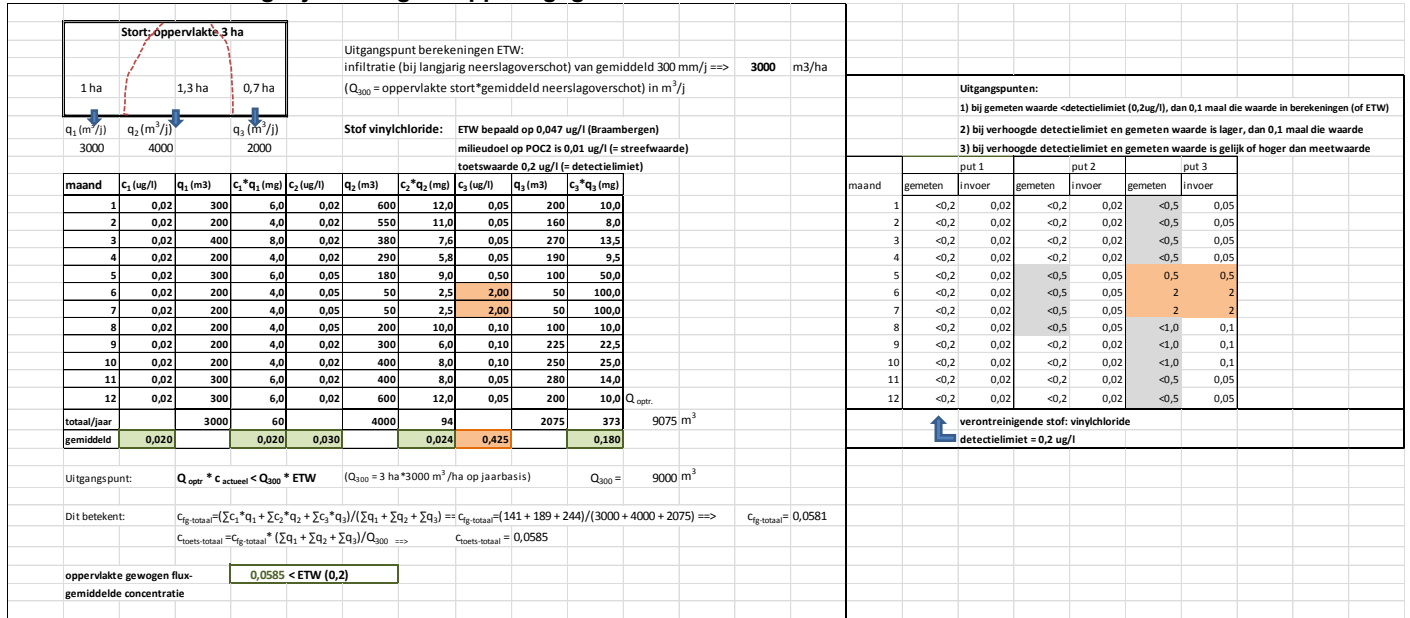 Stort: oppervlakte 3 ha
Uitgangspunt berekeningen ETW:
infiltratie (bij langjarig neerslagoverschot) van gemiddeld 300 mm/j ==> 3000 m3/ha
1 ha 1,3 ha 0,7 ha (Q300 = oppervlakte stort*gemiddeld neerslagoverschot) in m³/j
q1 (m³/j) q2 (m³/j) q3 (m³/j) Stof vinylchloride: ETW bepaald op 0,047 ug/l (Braambergen)
3000 4000 2000 milieudoel op POC2 is 0,01 ug/l (= streefwaarde)
toetswaarde 0,2 ug/l (= detectielimiet)
maand c1 (ug/l) q1 (m3) c1*q1 (mg) c2 (ug/l) q2 (m3) c2*q2 (mg) c3 (ug/l) q3 (m3) c3*q3 (mg)
1 0,02 300 6,0 0,02 600 12,0 0,05 200 10,0
2 0,02 200 4,0 0,02 550 11,0 0,05 160 8,0
3 0,02 400 8,0 0,02 380 7,6 0,05 270 13,5
4 0,02 200 4,0 0,02 290 5,8 0,05 190 9,5
5 0,02 300 6,0 0,05 180 9,0 0,50 100 50,0
6 0,02 200 4,0 0,05 50 2,5 2,00 50 100,0
7 0,02 200 4,0 0,05 50 2,5 2,00 50 100,0
8 0,02 200 4,0 0,05 200 10,0 0,10 100 10,0
9 0,02 200 4,0 0,02 300 6,0 0,10 225 22,5
10 0,02 200 4,0 0,02 400 8,0 0,10 250 25,0
11 0,02 300 6,0 0,02 400 8,0 0,05 280 14,0
12 0,02 300 6,0 0,02 600 12,0 0,05 200 10,0 Q optr.
totaal/jaar 3000 60 4000 94 2075 373 9075 m³
gemiddeld 0,020 0,020 0,030 0,024 0,425 0,180
Uitgangspunt: Q optr * c actueel < Q300 * ETW (Q300 = 3 ha*3000 m³/ha op jaarbasis) Q300 = 9000 m³
Dit betekent: cfg-totaal=(∑c1*q1 + ∑c2*q2 + ∑c3*q3)/(∑q1 + ∑q2 + ∑q3) == cfg-totaal=(141 + 189 + 244)/(3000 + 4000 + 2075) ==> cfg-totaal= 0,0581
ctoets-totaal =cfg-totaal* (∑q1 + ∑q2 + ∑q3)/Q300 ==> ctoets-totaal = 0,0585
oppervlakte gewogen flux- 0,0585 < ETW (0,2)
gemiddelde concentratie
Uitgangspunten:
1) bij gemeten waarde <detectielimiet (0,2ug/l), dan 0,1 maal die waarde in berekeningen (of ETW)
2) bij verhoogde detectielimiet en gemeten waarde is lager, dan 0,1 maal die waarde
3) bij verhoogde detectielimiet en gemeten waarde is gelijk of hoger dan meetwaarde
put 1 put 2 put 3
maand gemeten invoer gemeten invoer gemeten invoer
1 <0,2 0,02 <0,2 0,02 <0,5 0,05
2 <0,2 0,02 <0,2 0,02 <0,5 0,05
3 <0,2 0,02 <0,2 0,02 <0,5 0,05
4 <0,2 0,02 <0,2 0,02 <0,5 0,05
5 <0,2 0,02 <0,5 0,05 0,5 0,5
6 <0,2 0,02 <0,5 0,05 2 2
7 <0,2 0,02 <0,5 0,05 2 2
8 <0,2 0,02 <0,5 0,05 <1,0 0,1
9 <0,2 0,02 <0,2 0,02 <1,0 0,1
10 <0,2 0,02 <0,2 0,02 <1,0 0,1
11 <0,2 0,02 <0,2 0,02 <0,5 0,05
12 <0,2 0,02 <0,2 0,02 <0,5 0,05
verontreinigende stof: vinylchloride
detectielimiet = 0,2 ug/l